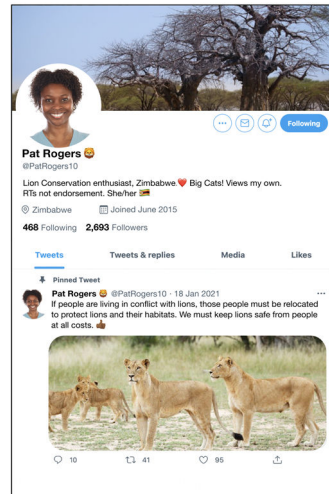 Following
Pat Rogers 🦁
@PatRogers10
Lion Conservation enthusiast, Zimbabwe.❤️ Big Cats! Views my own.
RTs not endorsement. She/her 🇿🇼
Zimbabwe Joined June 2015
468 Following 2,693 Followers
Tweets Tweets & replies Media Likes
Pinned Tweet
Pat Rogers 🦁 @PatRogers10 · 18 Jan 2021
If people are living in conflict with lions, those people must be relocated
to protect lions and their habitats. We must keep lions safe from people
at all costs. 👍🏾
10 41 95